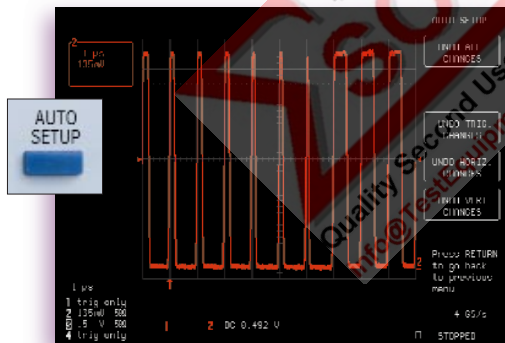 AUTO SETUP
2
1 µs
135mV
UNDO ALL
CHANGES
UNDO TRIG.
CHANGES
UNDO HORIZ.
CHANGES
UNDO VERT
CHANGES
Press RETURN
to go back
to previous
menu
AUTO
SETUP
2
1 µs
1 trig only
2 135mV 50Ω
.5 V 50Ω
4 trig only
1 2 DC 0.492 V
4 GS/s
STOPPED
Quality Second